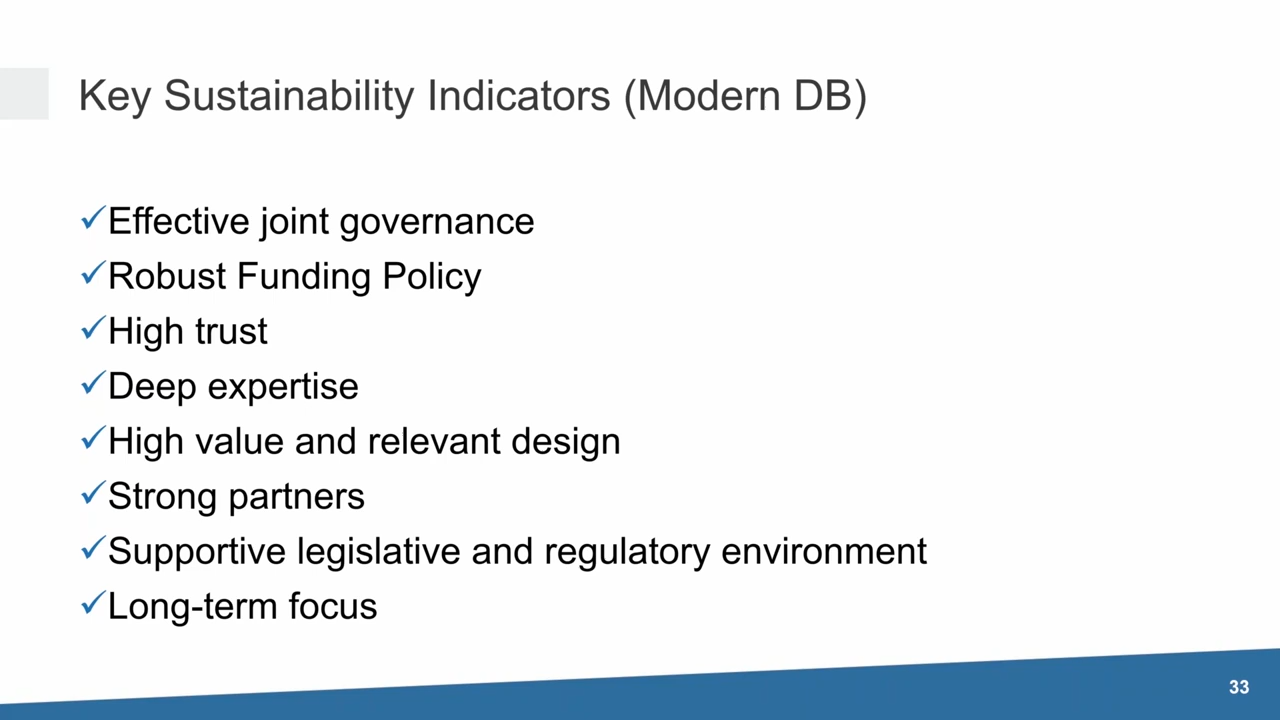 Key Sustainability Indicators (Modern DB)
✓Effective joint governance
✓Robust Funding Policy
✓High trust
✓Deep expertise
✓High value and relevant design
✓Strong partners
✓Supportive legislative and regulatory environment
✓Long-term focus
33